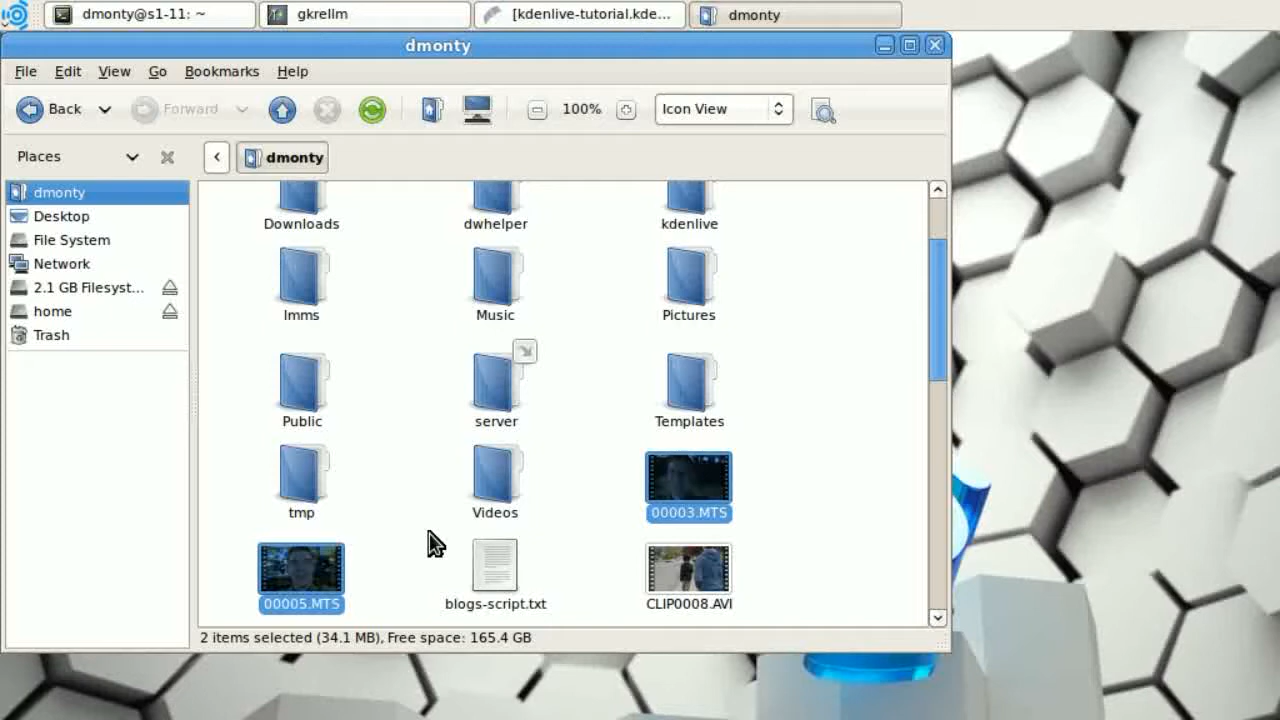 dmonty@s1-11: ~
gkrellm
[kdenlive-tutorial.kde...
dmonty
dmonty
File Edit View Go Bookmarks Help
Back Forward 100% Icon View
Places
dmonty
dmonty
Desktop
File System
Network
2.1 GB Filesyst...
home
Trash
Downloads dwhelper kdenlive
lmms Music Pictures
Public server Templates
tmp Videos 00003.MTS
00005.MTS blogs-script.txt CLIP0008.AVI
2 items selected (34.1 MB), Free space: 165.4 GB